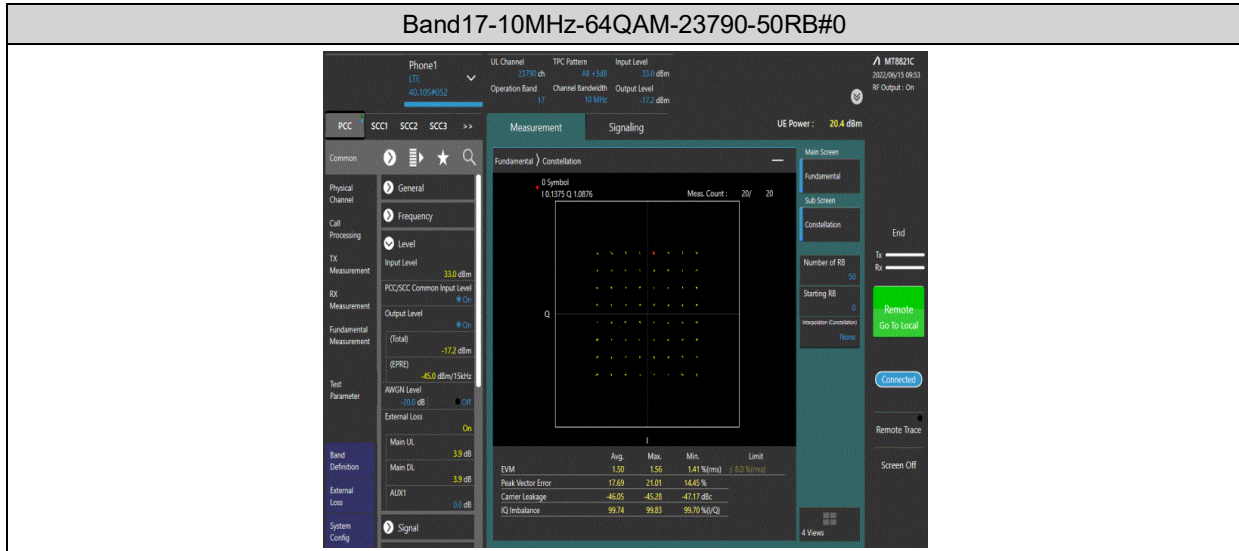 Band17-10MHz-64QAM-23790-50RB#0
Phone1
LTE
40.10S#052
UL Channel TPC Pattern Input Level
23790 ch All +3dB 33.0 dBm
Operation Band Channel Bandwidth Output Level
17 10 MHz -17.2 dBm
MT8821C
2022/06/15 09:53
RF Output : On
PCC SCC1 SCC2 SCC3 >>
Measurement Signaling
UE Power : 20.4 dBm
Common
Physical
Channel
Call
Processing
TX
Measurement
RX
Measurement
Fundamental
Measurement
Test
Parameter
Band
Definition
External
Loss
System
Config
General
Frequency
Level
Input Level
33.0 dBm
PCC/SCC Common Input Level
On
Output Level
On
(Total)
-17.2 dBm
(EPRE)
-45.0 dBm/15kHz
AWGN Level
-20.0 dB Off
External Loss
On
Main UL
3.9 dB
Main DL
3.9 dB
AUX1
0.0 dB
Signal
Fundamental Constellation
0 Symbol
I 0.1375 Q 1.0876 Meas. Count : 20/ 20
Q
I
Avg. Max. Min. Limit
EVM 1.50 1.56 1.41 %(rms) ≤ 8.0 %(rms)
Peak Vector Error 17.69 21.01 14.45 %
Carrier Leakage -46.05 -45.28 -47.17 dBc
IQ Imbalance 99.74 99.83 99.70 %(I/Q)
Main Screen
Fundamental
Sub Screen
Constellation
Number of RB
50
Starting RB
0
Interpolation (Constellation)
None
4 Views
End
Tx
Rx
Remote
Go To Local
Connected
Remote Trace
Screen Off